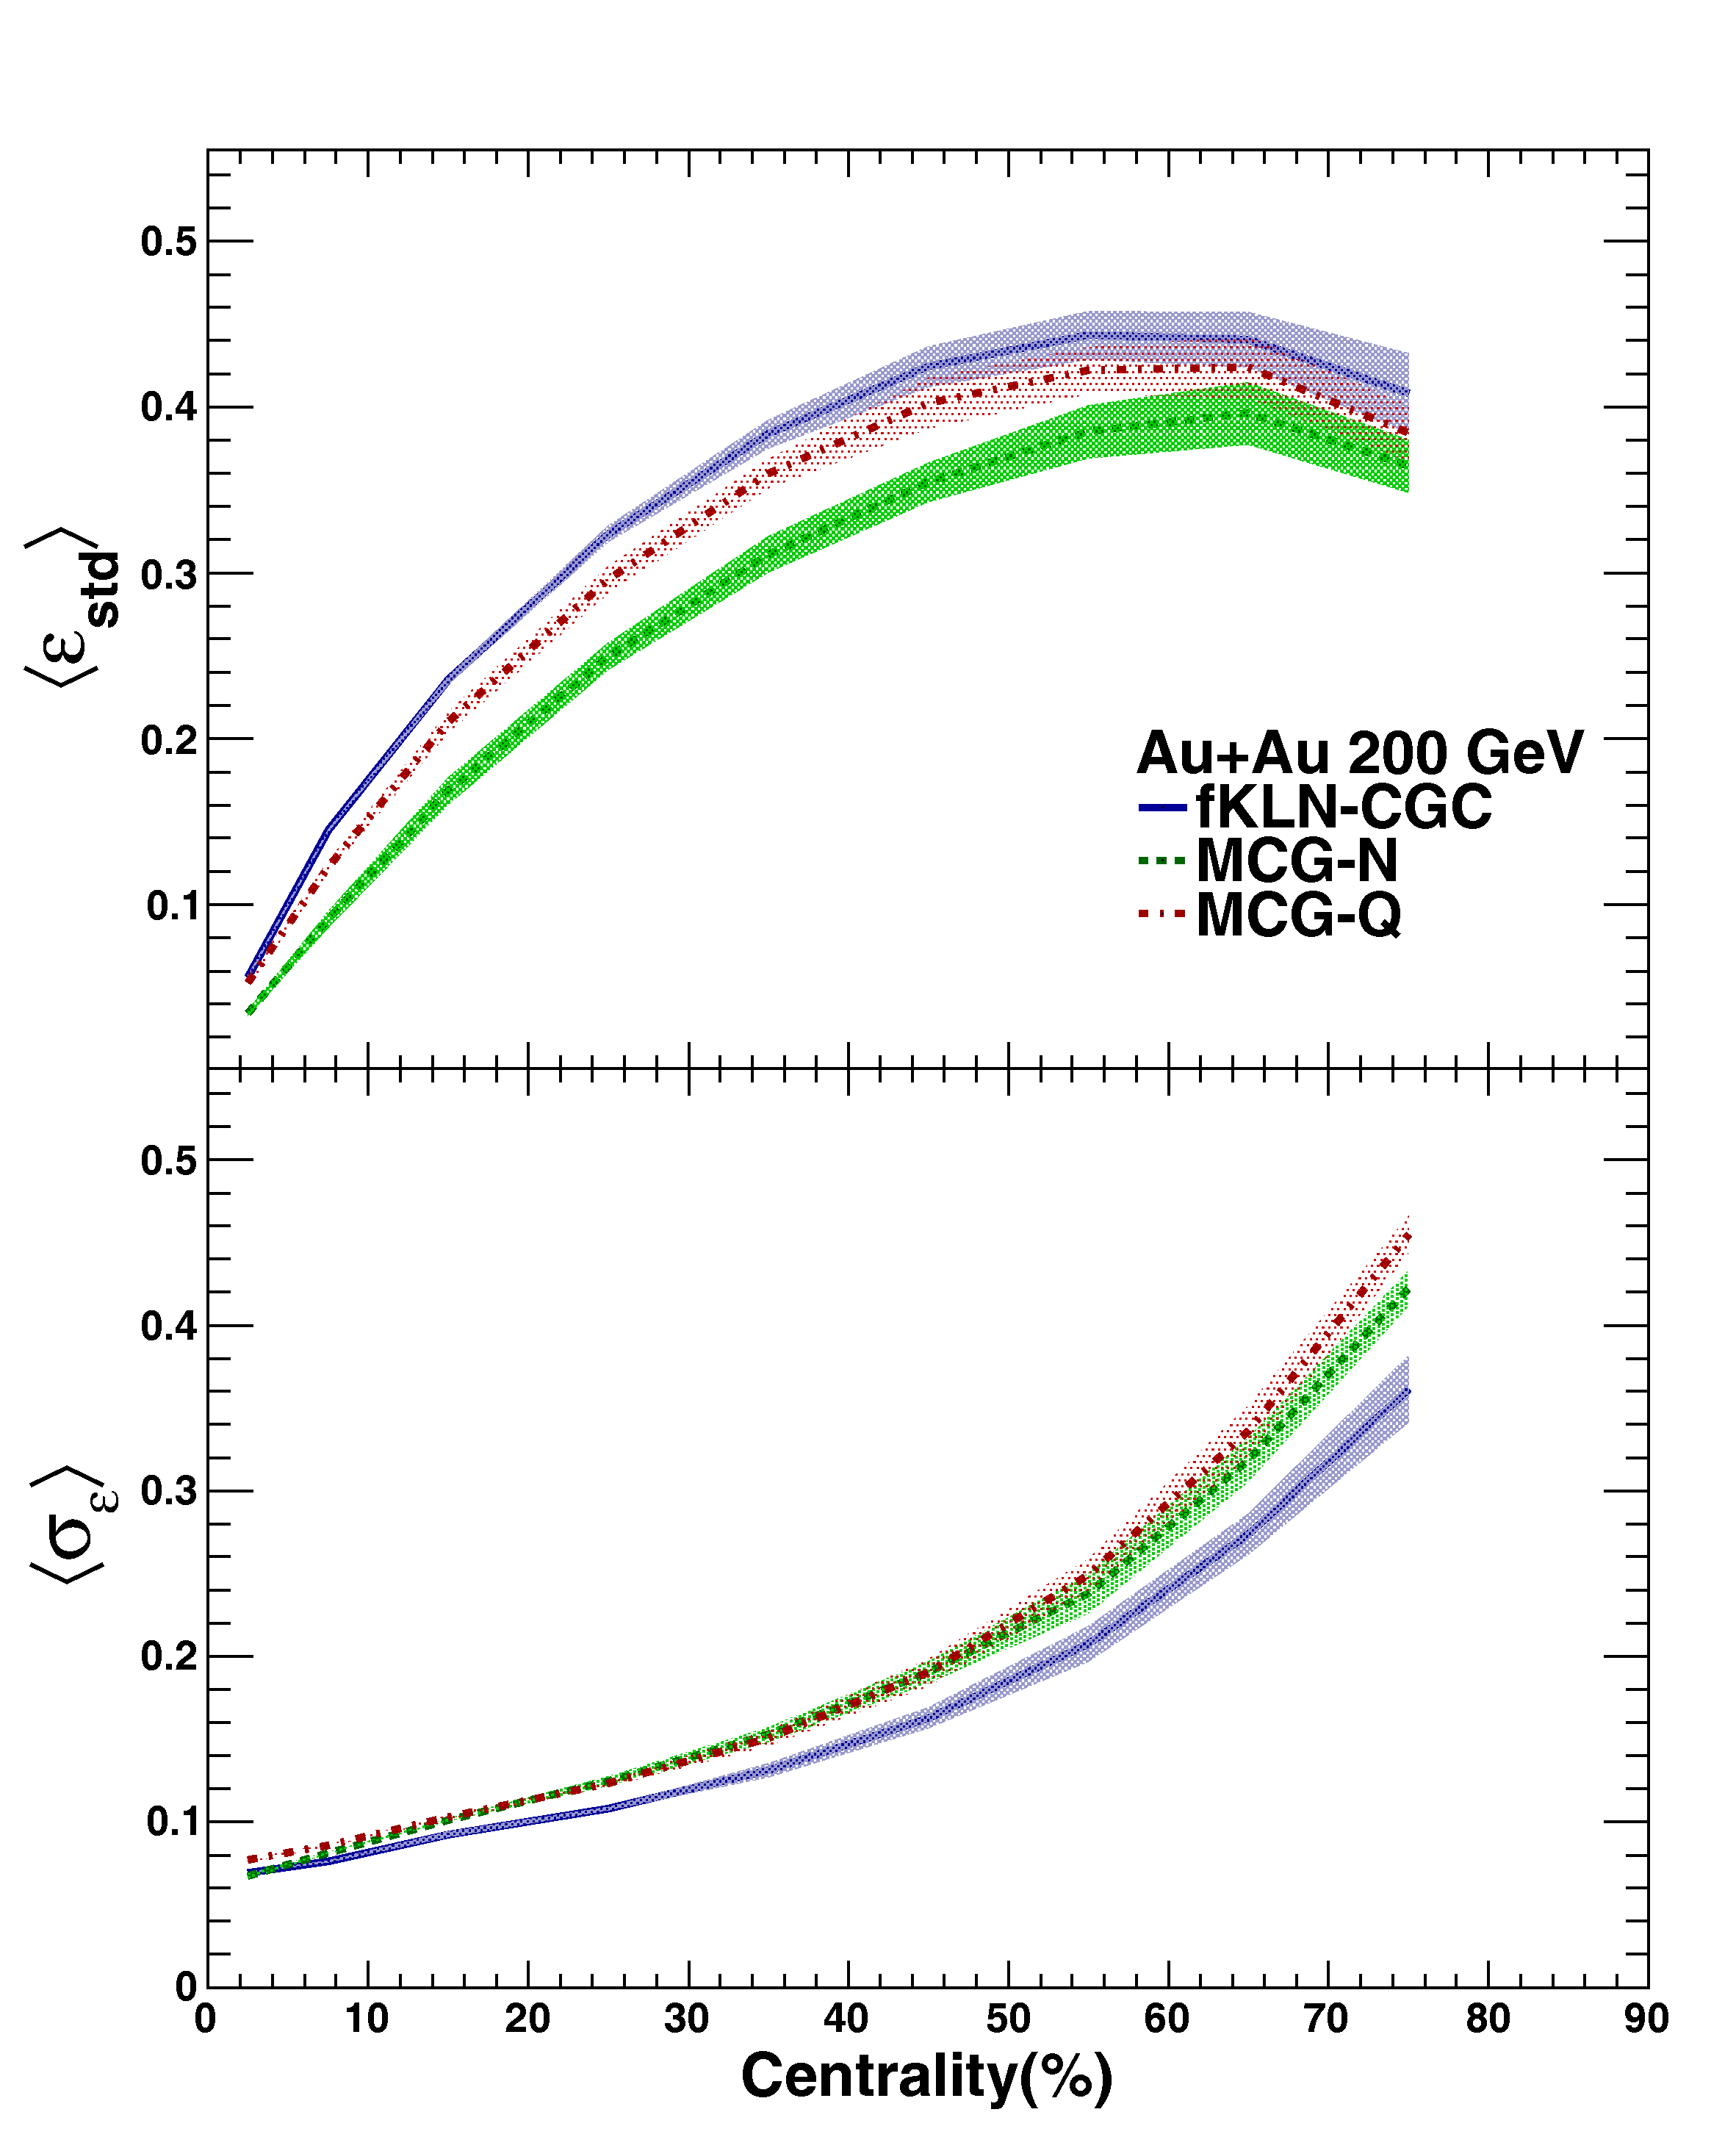 0.5
0.4
0.3
0.2
0.1
⟨ε_std⟩
Au+Au 200 GeV
fKLN-CGC
MCG-N
MCG-Q
0.5
0.4
0.3
0.2
0.1
0
⟨σ_ε⟩
0 10 20 30 40 50 60 70 80 90
Centrality(%)